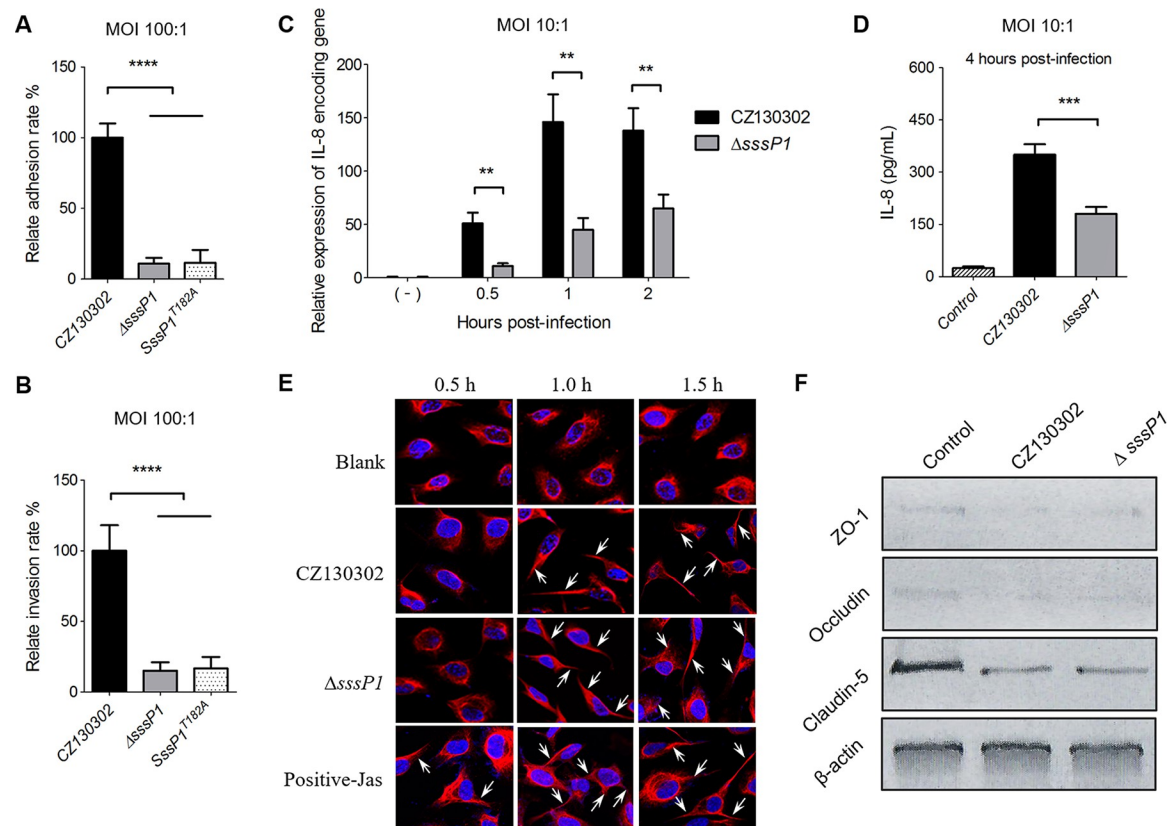 A
MOI 100:1
Relate adhesion rate %
150
100
50
0
****
CZ130302
ΔsssP1
SssP1T182A
B
MOI 100:1
Relate invasion rate %
150
100
50
0
****
CZ130302
ΔsssP1
SssP1T182A
C
MOI 10:1
Relative expression of IL-8 encoding gene
200
150
100
50
0
**
**
**
(-)
0.5
1
2
Hours post-infection
CZ130302
ΔsssP1
D
MOI 10:1
4 hours post-infection
IL-8 (pg/mL)
600
450
300
150
0
***
Control
CZ130302
ΔsssP1
E
0.5 h
1.0 h
1.5 h
Blank
CZ130302
ΔsssP1
Positive-Jas
F
Control
CZ130302
Δ sssP1
ZO-1
Occludin
Claudin-5
β-actin